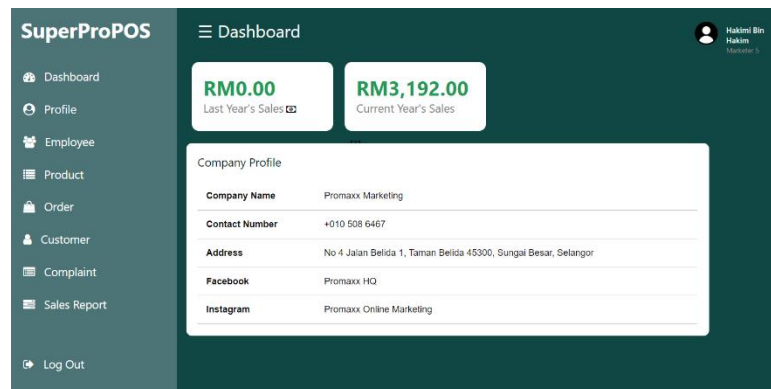 SuperProPOS
Dashboard
Profile
Employee
Product
Order
Customer
Complaint
Sales Report
Log Out
☰ Dashboard
Hakimi Bin
Hakim
RM0.00
Last Year's Sales
RM3,192.00
Current Year's Sales
Company Profile
Company Name Promaxx Marketing
Contact Number +010 508 6467
Address No 4 Jalan Belida 1, Taman Belida 45300, Sungai Besar, Selangor
Facebook Promaxx HQ
Instagram Promaxx Online Marketing